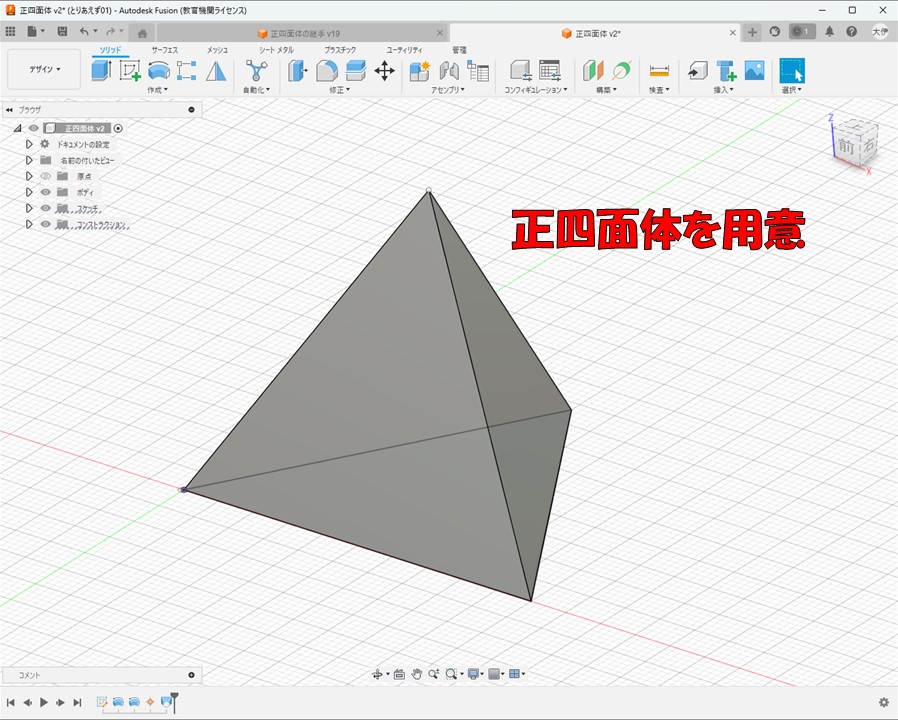 正四面体 v2* (とりあえず01) - Autodesk Fusion (教育機関ライセンス)
正四面体の継手 v19
正四面体 v2*
1
大伊
デザイン
ソリッド サーフェス メッシュ シート メタル プラスチック ユーティリティ 管理
作成 自動化 修正 アセンブリ コンフィギュレーション 構築 検査 挿入 選択
ブラウザ
正四面体 v2
ドキュメントの設定
名前の付いたビュー
原点
ボディ
スケッチ
コンストラクション
Z
上
前
右
X
正四面体を用意
コメント